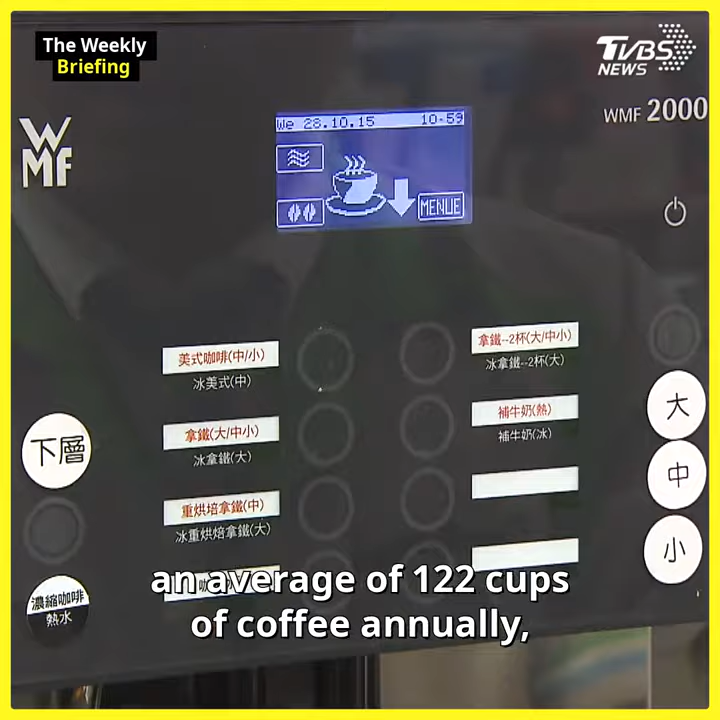 The Weekly
Briefing
TVBS
NEWS
WMF
WMF 2000
We 28.10.15 10-59
MENUE
美式咖啡(中/小)
冰美式(中)
拿鐵--2杯(大/中小)
冰拿鐵--2杯(大)
拿鐵(大/中小)
冰拿鐵(大)
補牛奶(熱)
補牛奶(冰)
大
下層
中
重烘焙拿鐵(中)
冰重烘焙拿鐵(大)
小
濃縮咖啡
熱水
an average of 122 cups
of coffee annually,